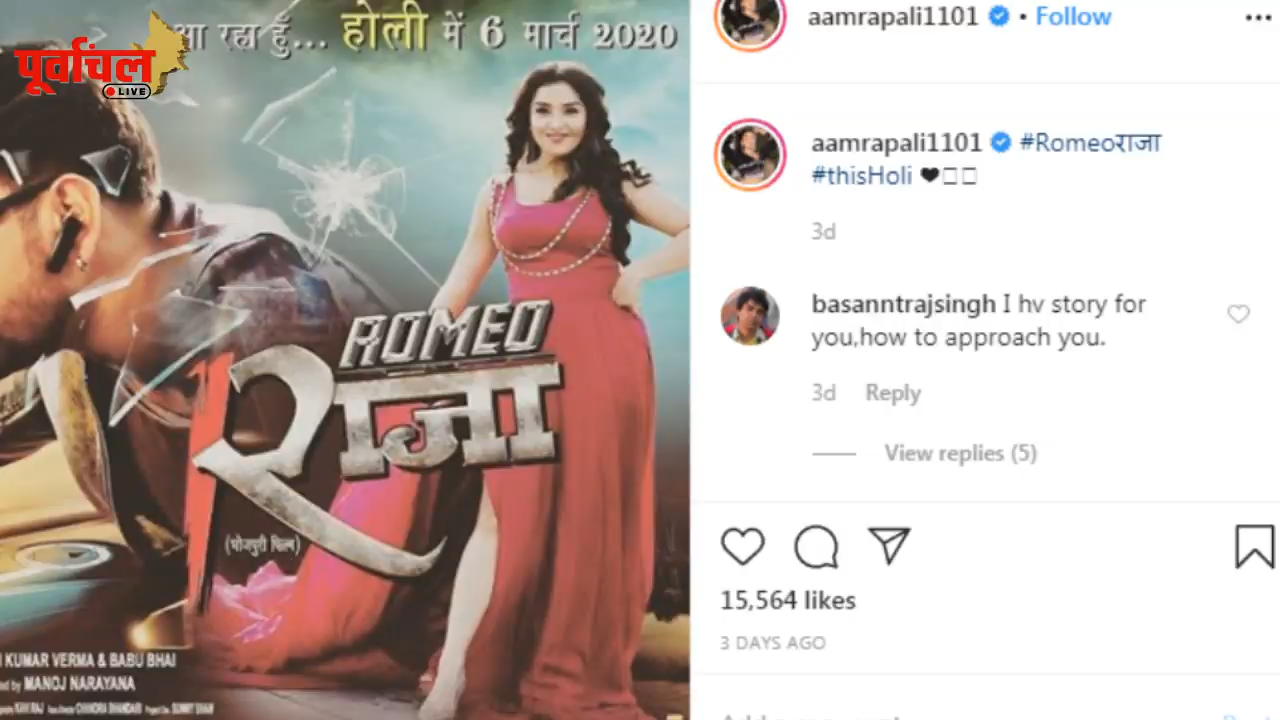 पूर्वांचल
LIVE
आ रहा हूँ... होली में 6 मार्च 2020
ROMEO
राजा
(भोजपुरी फिल्म)
KUMAR VERMA & BABU BHAI
by MANOJ NARAYANA
aamrapali1101 • Follow
aamrapali1101 #Romeoराजा
#thisHoli
3d
basanntrajsingh I hv story for
you,how to approach you.
3d Reply
View replies (5)
15,564 likes
3 DAYS AGO